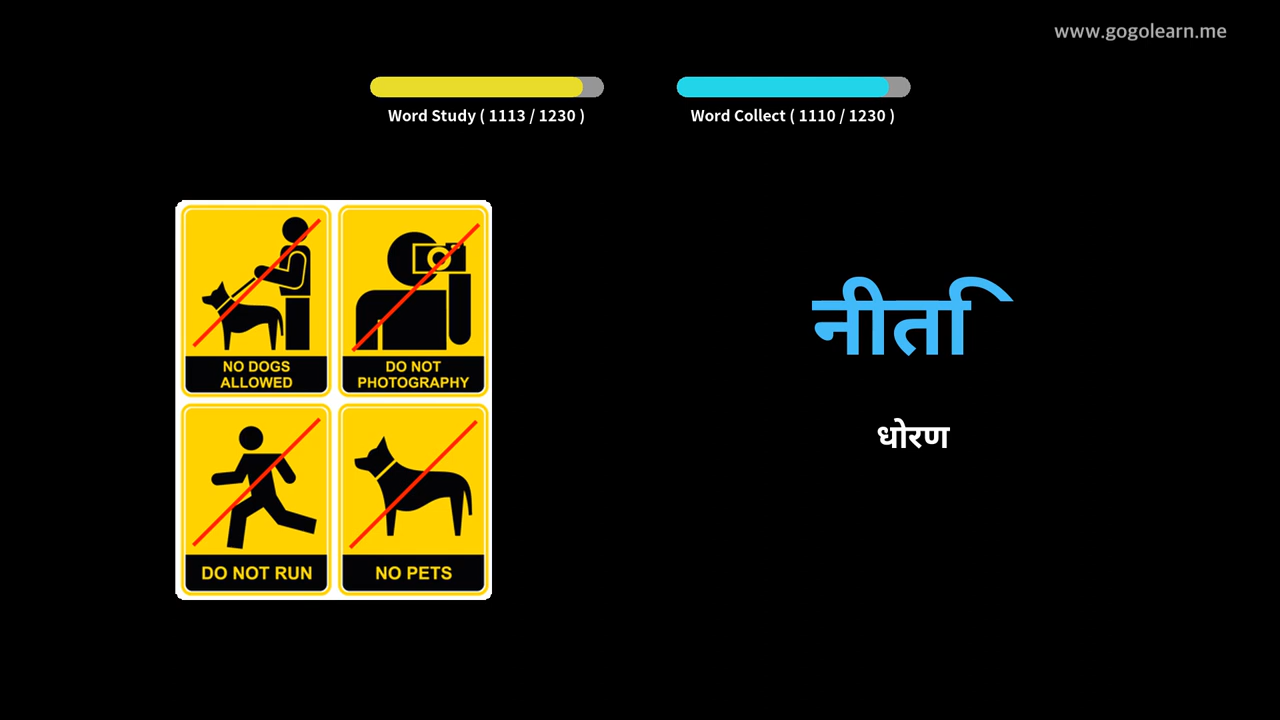 www.gogolearn.me
Word Study ( 1113 / 1230 )
Word Collect ( 1110 / 1230 )
NO DOGS
ALLOWED
DO NOT
PHOTOGRAPHY
DO NOT RUN
NO PETS
नीति
धोरण